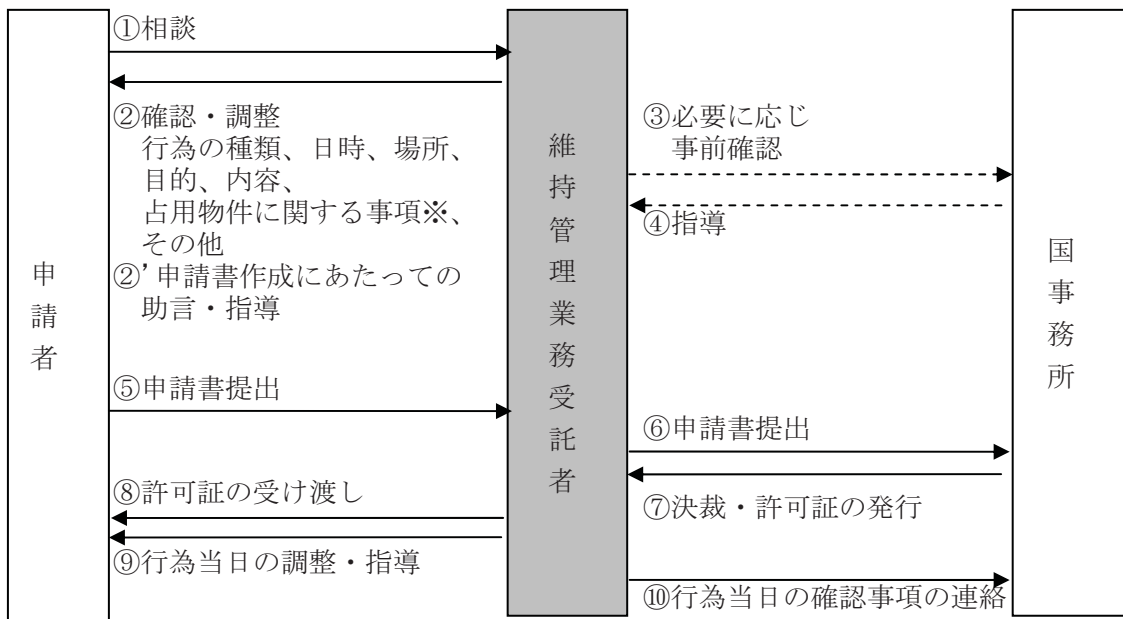 ①相談
②確認・調整
行為の種類、日時、場所、
目的、内容、
占用物件に関する事項※、
その他
②’申請書作成にあたっての
助言・指導
③必要に応じ
事前確認
④指導
申請者
維持管理業務受託者
国事務所
⑤申請書提出
⑥申請書提出
⑦決裁・許可証の発行
⑧許可証の受け渡し
⑨行為当日の調整・指導
⑩行為当日の確認事項の連絡